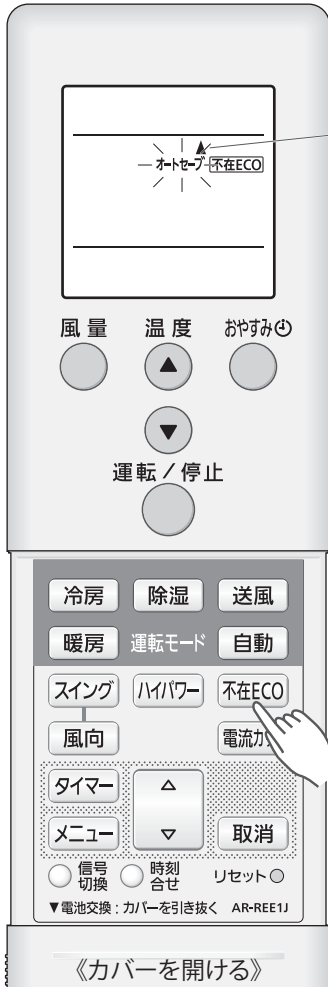 オートセーブ 不在ECO
風量 温度 おやすみ
▲
▼
運転／停止
冷房 除湿 送風
暖房 運転モード 自動
スイング ハイパワー 不在ECO
風向 電流カ
タイマー △
メニュー ▽ 取消
信号切換 時刻合せ リセット
▼電池交換：カバーを引き抜く AR-REE1J
《カバーを開ける》